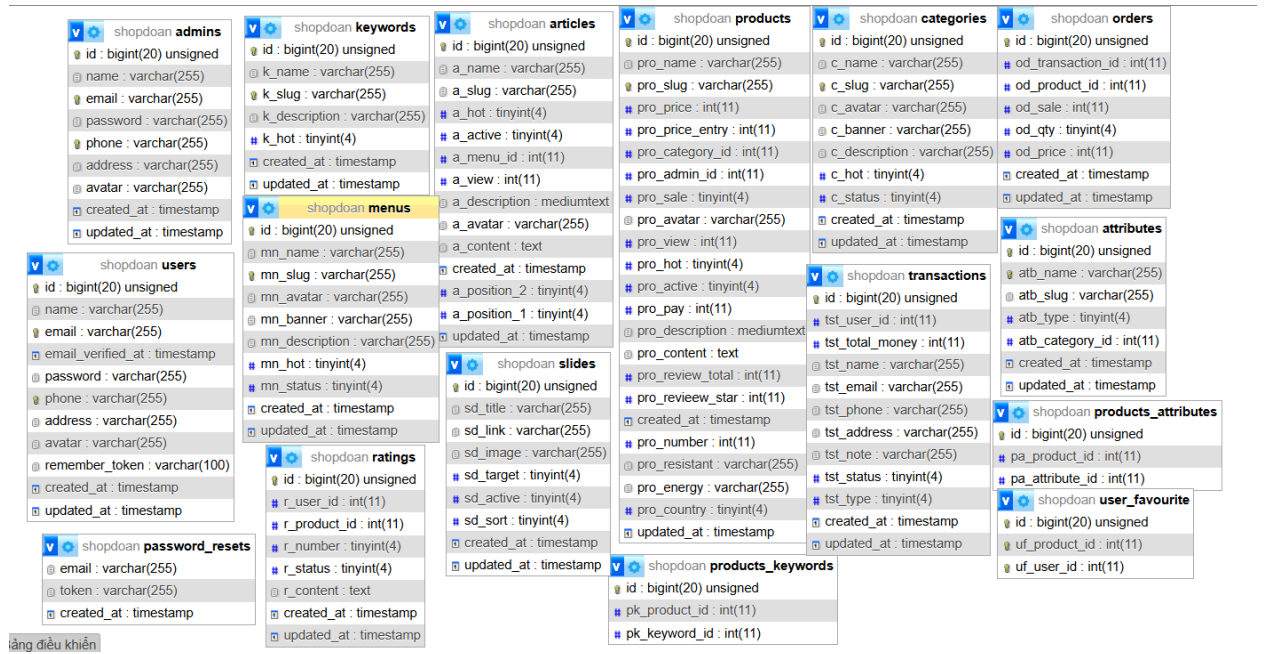 shopdoan admins
id : bigint(20) unsigned
name : varchar(255)
email : varchar(255)
password : varchar(255)
phone : varchar(255)
address : varchar(255)
avatar : varchar(255)
created_at : timestamp
updated_at : timestamp
shopdoan keywords
id : bigint(20) unsigned
k_name : varchar(255)
k_slug : varchar(255)
k_description : varchar(255)
k_hot : tinyint(4)
created_at : timestamp
updated_at : timestamp
shopdoan articles
id : bigint(20) unsigned
a_name : varchar(255)
a_slug : varchar(255)
a_hot : tinyint(4)
a_active : tinyint(4)
a_menu_id : int(11)
a_view : int(11)
a_description : mediumtext
a_avatar : varchar(255)
a_content : text
created_at : timestamp
a_position_2 : tinyint(4)
a_position_1 : tinyint(4)
updated_at : timestamp
shopdoan products
id : bigint(20) unsigned
pro_name : varchar(255)
pro_slug : varchar(255)
pro_price : int(11)
pro_price_entry : int(11)
pro_category_id : int(11)
pro_admin_id : int(11)
pro_sale : tinyint(4)
pro_avatar : varchar(255)
pro_view : int(11)
pro_hot : tinyint(4)
pro_active : tinyint(4)
pro_pay : int(11)
pro_description : mediumtext
pro_content : text
pro_review_total : int(11)
pro_revieew_star : int(11)
created_at : timestamp
pro_number : int(11)
pro_resistant : varchar(255)
pro_energy : varchar(255)
pro_country : tinyint(4)
updated_at : timestamp
shopdoan categories
id : bigint(20) unsigned
c_name : varchar(255)
c_slug : varchar(255)
c_avatar : varchar(255)
c_banner : varchar(255)
c_description : varchar(255)
c_hot : tinyint(4)
c_status : tinyint(4)
created_at : timestamp
updated_at : timestamp
shopdoan orders
id : bigint(20) unsigned
od_transaction_id : int(11)
od_product_id : int(11)
od_sale : int(11)
od_qty : tinyint(4)
od_price : int(11)
created_at : timestamp
updated_at : timestamp
shopdoan menus
id : bigint(20) unsigned
mn_name : varchar(255)
mn_slug : varchar(255)
mn_avatar : varchar(255)
mn_banner : varchar(255)
mn_description : varchar(255)
mn_hot : tinyint(4)
mn_status : tinyint(4)
created_at : timestamp
updated_at : timestamp
shopdoan attributes
id : bigint(20) unsigned
atb_name : varchar(255)
atb_slug : varchar(255)
atb_type : tinyint(4)
atb_category_id : int(11)
created_at : timestamp
updated_at : timestamp
shopdoan users
id : bigint(20) unsigned
name : varchar(255)
email : varchar(255)
email_verified_at : timestamp
password : varchar(255)
phone : varchar(255)
address : varchar(255)
avatar : varchar(255)
remember_token : varchar(100)
created_at : timestamp
updated_at : timestamp
shopdoan transactions
id : bigint(20) unsigned
tst_user_id : int(11)
tst_total_money : int(11)
tst_name : varchar(255)
tst_email : varchar(255)
tst_phone : varchar(255)
tst_address : varchar(255)
tst_note : varchar(255)
tst_status : tinyint(4)
tst_type : tinyint(4)
created_at : timestamp
updated_at : timestamp
shopdoan slides
id : bigint(20) unsigned
sd_title : varchar(255)
sd_link : varchar(255)
sd_image : varchar(255)
sd_target : tinyint(4)
sd_active : tinyint(4)
sd_sort : tinyint(4)
created_at : timestamp
updated_at : timestamp
shopdoan products_attributes
id : bigint(20) unsigned
pa_product_id : int(11)
pa_attribute_id : int(11)
shopdoan ratings
id : bigint(20) unsigned
r_user_id : int(11)
r_product_id : int(11)
r_number : tinyint(4)
r_status : tinyint(4)
r_content : text
created_at : timestamp
updated_at : timestamp
shopdoan user_favourite
id : bigint(20) unsigned
uf_product_id : int(11)
uf_user_id : int(11)
shopdoan password_resets
email : varchar(255)
token : varchar(255)
created_at : timestamp
shopdoan products_keywords
id : bigint(20) unsigned
pk_product_id : int(11)
pk_keyword_id : int(11)
điều khiển